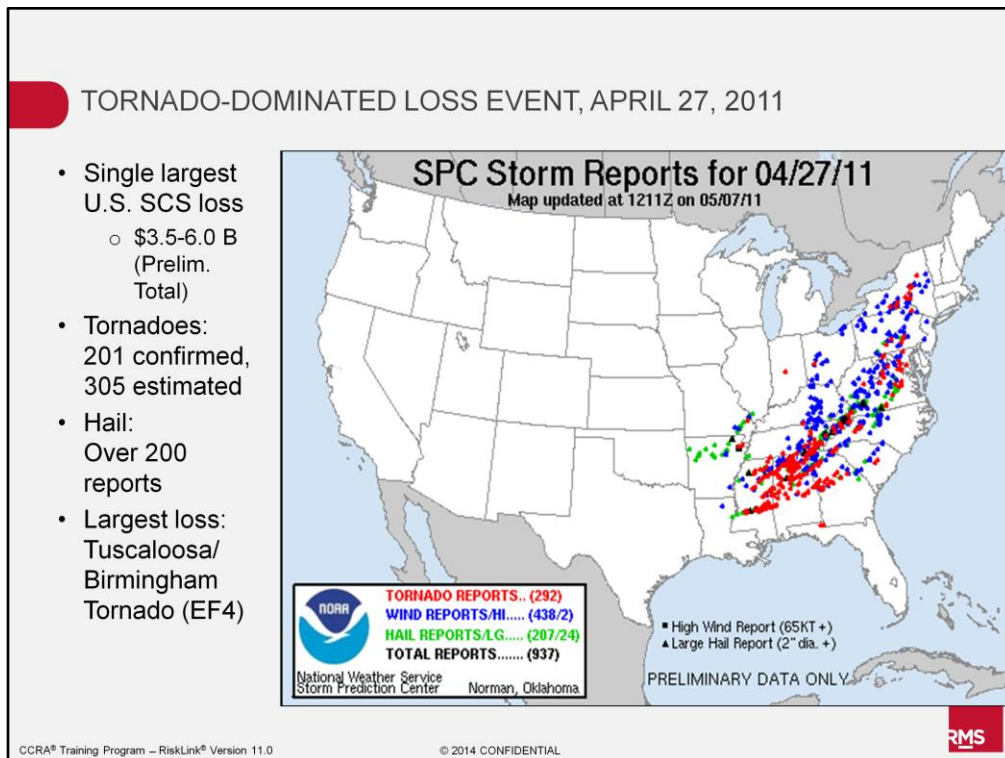 TORNADO-DOMINATED LOSS EVENT, APRIL 27, 2011
• Single largest
U.S. SCS loss
o $3.5-6.0 B
(Prelim.
Total)
• Tornadoes:
201 confirmed,
305 estimated
• Hail:
Over 200
reports
• Largest loss:
Tuscaloosa/
Birmingham
Tornado (EF4)
SPC Storm Reports for 04/27/11
Map updated at 1211Z on 05/07/11
NOAA
TORNADO REPORTS.. (292)
WIND REPORTS/HI..... (438/2)
HAIL REPORTS/LG..... (207/24)
TOTAL REPORTS....... (937)
National Weather Service
Storm Prediction Center Norman, Oklahoma
■ High Wind Report (65KT +)
▲ Large Hail Report (2" dia. +)
PRELIMINARY DATA ONLY
CCRA® Training Program – RiskLink® Version 11.0
© 2014 CONFIDENTIAL
RMS